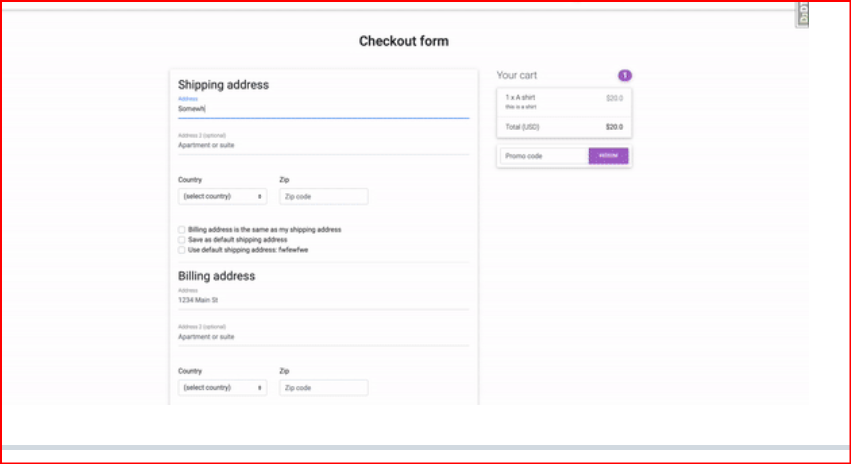 Checkout form
Shipping address
Address
Somewh
Address 2 (optional)
Apartment or suite
Country Zip
(select country) Zip code
Billing address is the same as my shipping address
Save as default shipping address
Use default shipping address: fwfewfwe
Billing address
Address
1234 Main St
Address 2 (optional)
Apartment or suite
Country Zip
(select country) Zip code
Your cart 1
1 x A shirt $20.0
this is a shirt
Total (USD) $20.0
Promo code REDEEM